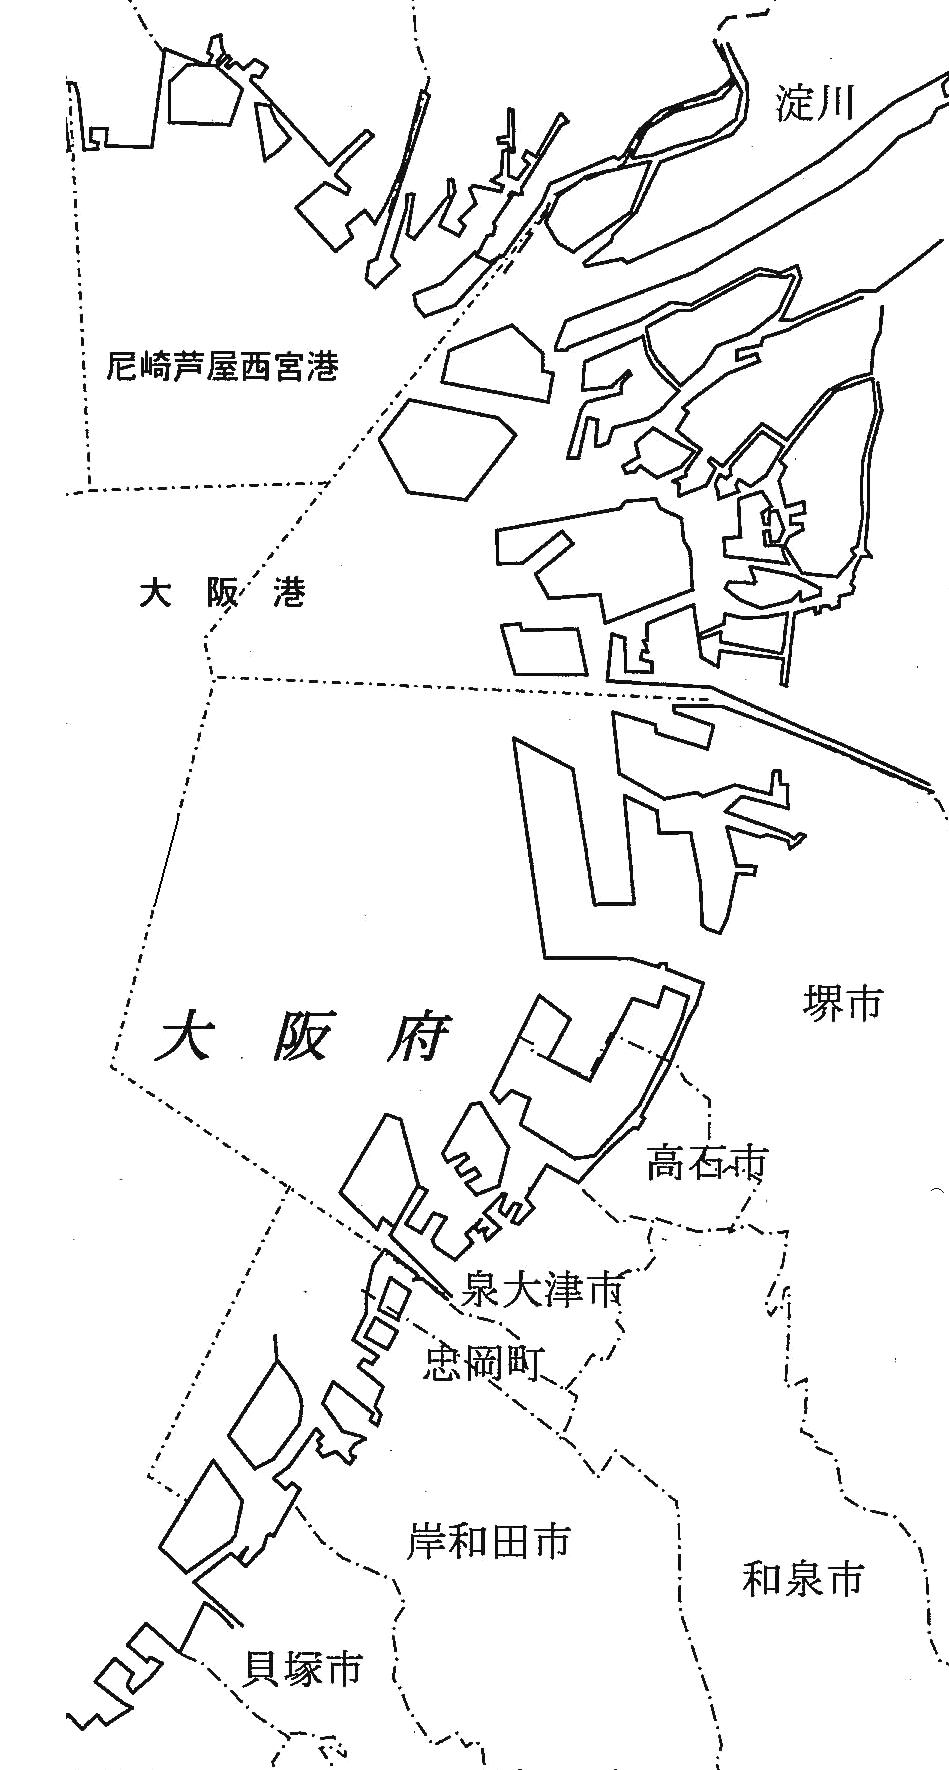 淀川
尼崎芦屋西宮港
大阪港
大阪府
堺市
高石市
泉大津市
忠岡町
岸和田市
和泉市
貝塚市